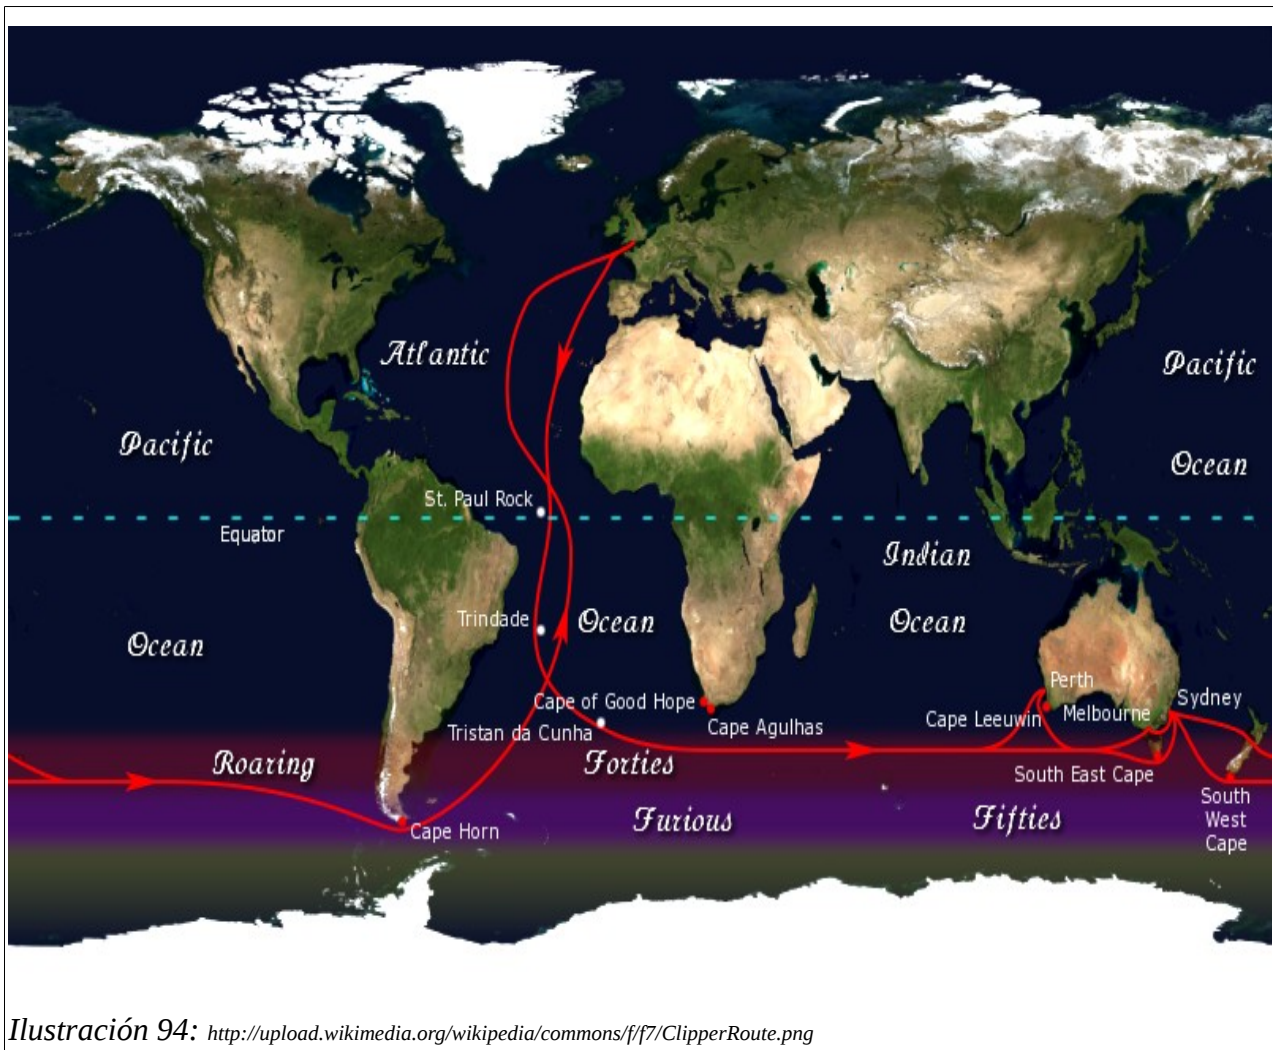 Atlantic
Pacific
Pacific
Ocean
St. Paul Rock
Equator
Indian
Trindade
Ocean
Ocean
Ocean
Perth
Cape of Good Hope
Sydney
Cape Leeuwin
Melbourne
Cape Agulhas
Tristan da Cunha
Roaring
Forties
South East Cape
South
West
Cape
Furious
Fifties
Cape Horn
Ilustración 94: http://upload.wikimedia.org/wikipedia/commons/f/f7/ClipperRoute.png